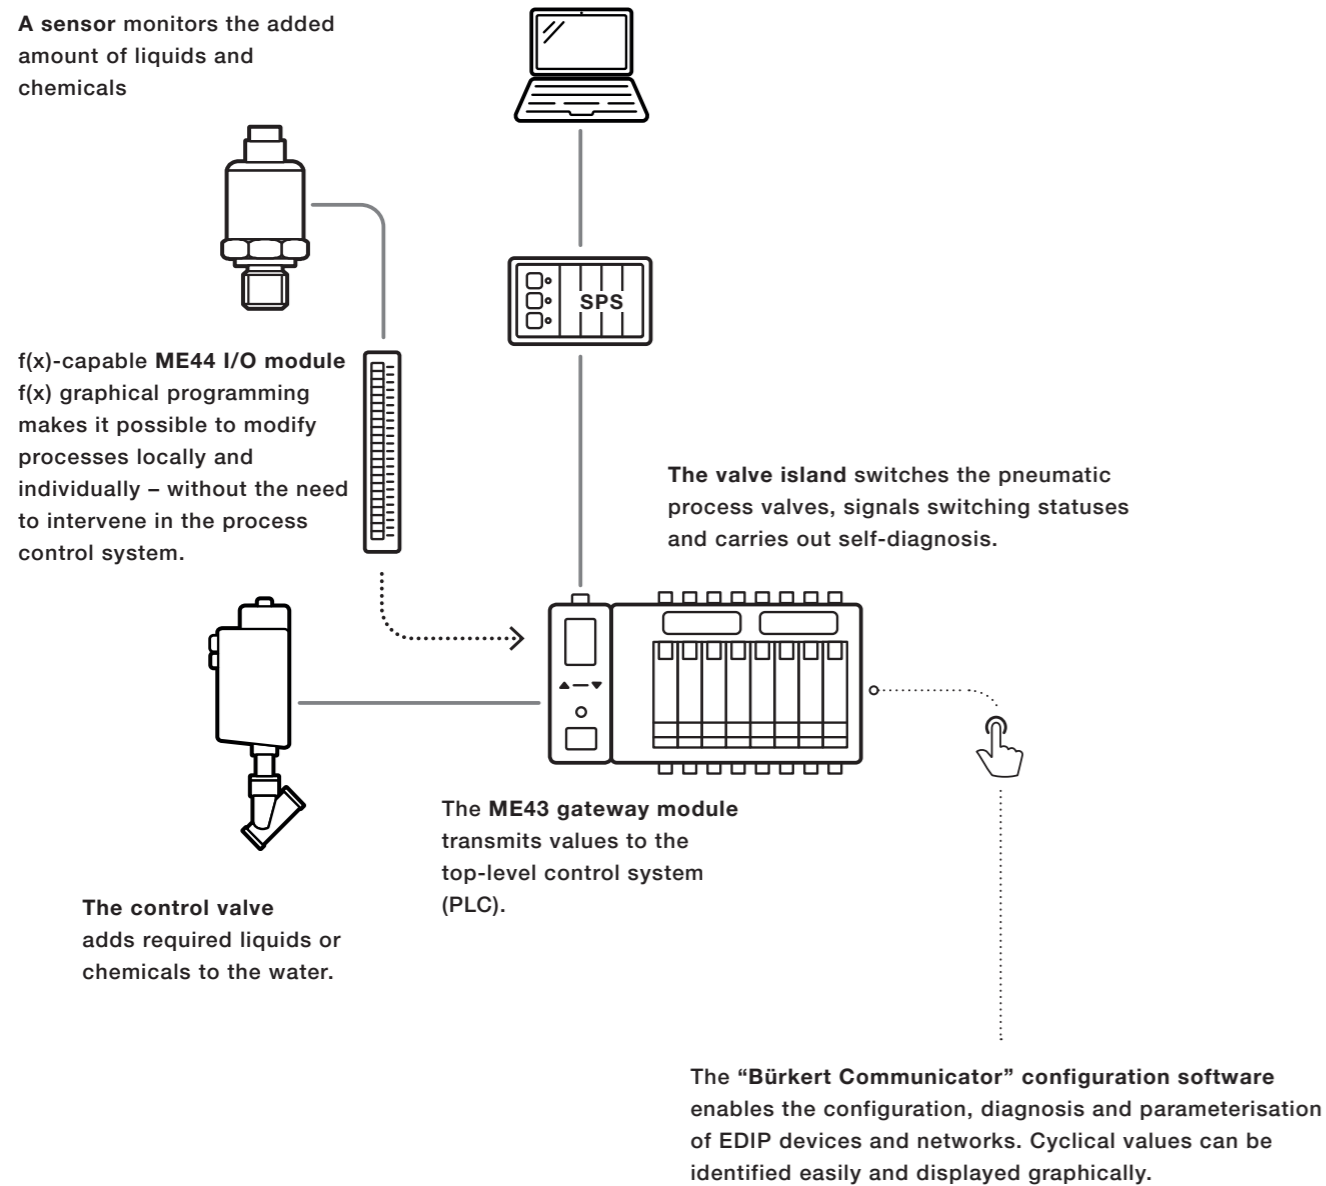 A sensor monitors the added
amount of liquids and
chemicals
SPS
f(x)-capable ME44 I/O module
f(x) graphical programming
makes it possible to modify
processes locally and
individually – without the need
to intervene in the process
control system.
The valve island switches the pneumatic
process valves, signals switching statuses
and carries out self-diagnosis.
The ME43 gateway module
transmits values to the
top-level control system
(PLC).
The control valve
adds required liquids or
chemicals to the water.
The “Bürkert Communicator” configuration software
enables the configuration, diagnosis and parameterisation
of EDIP devices and networks. Cyclical values can be
identified easily and displayed graphically.